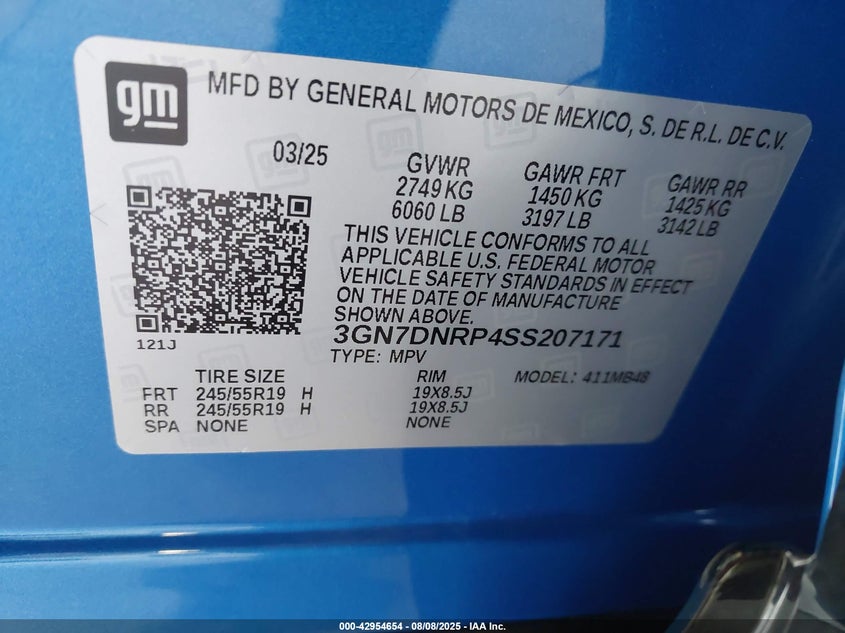 gm
MFD BY GENERAL MOTORS DE MEXICO, S. DE R.L. DE C.V.
03/25
GVWR GAWR FRT GAWR RR
2749 KG 1450 KG 1425 KG
6060 LB 3197 LB 3142 LB
THIS VEHICLE CONFORMS TO ALL
APPLICABLE U.S. FEDERAL MOTOR
VEHICLE SAFETY STANDARDS IN EFFECT
ON THE DATE OF MANUFACTURE
SHOWN ABOVE.
121J
3GN7DNRP4SS207171
TYPE: MPV
TIRE SIZE RIM MODEL: 411MB48
FRT 245/55R19 H 19X8.5J
RR 245/55R19 H 19X8.5J
SPA NONE NONE
000-42954654 - 08/08/2025 - IAA Inc.